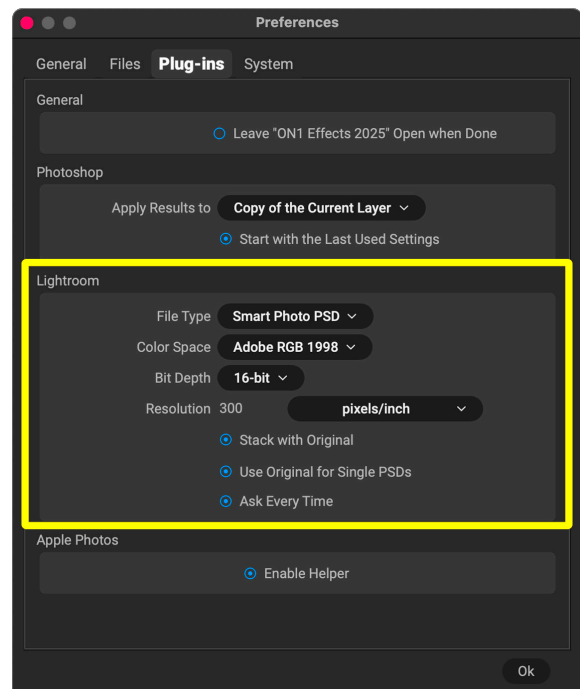 Preferences
General Files Plug-ins System
General
Leave "ON1 Effects 2025" Open when Done
Photoshop
Apply Results to Copy of the Current Layer
Start with the Last Used Settings
Lightroom
File Type Smart Photo PSD
Color Space Adobe RGB 1998
Bit Depth 16-bit
Resolution 300 pixels/inch
Stack with Original
Use Original for Single PSDs
Ask Every Time
Apple Photos
Enable Helper
Ok